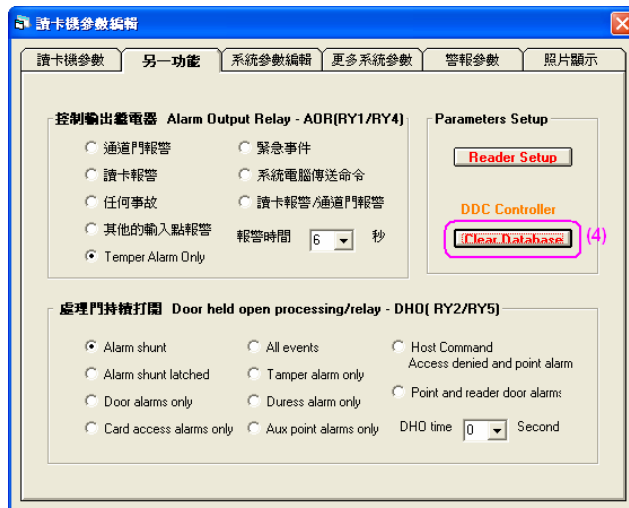 讀卡機參數編輯
讀卡機參數
另一功能
系統參數編輯
更多系統參數
警報參數
照片顯示
控制輸出繼電器 Alarm Output Relay - AOR(RY1/RY4)
通道門報警
緊急事件
讀卡報警
系統電腦傳送命令
任何事故
讀卡報警/通道門報警
其他的輸入點報警
報警時間 6 秒
Temper Alarm Only
Parameters Setup
Reader Setup
DDC Controller
Clear Database
(4)
處理門持續打開 Door held open processing/relay - DHO( RY2/RY5)
Alarm shunt
All events
Host Command
Access denied and point alarm
Alarm shunt latched
Tamper alarm only
Point and reader door alarms
Door alarms only
Duress alarm only
Card access alarms only
Aux point alarms only
DHO time 0 Second